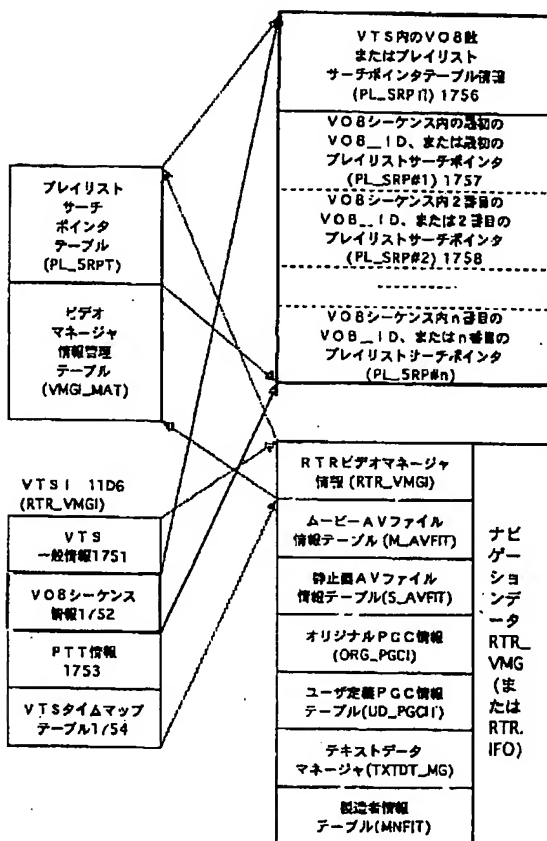 VTS内のVOB数
またはプレイリスト
サーチポインタテーブル情報
(PL_SRPTI) 1756
VOBシーケンス内の最初の
VOB_ID、または最初の
プレイリストサーチポインタ
(PL_SRP#1) 1757
VOBシーケンス内2番目の
VOB_ID、または2番目の
プレイリストサーチポインタ
(PL_SRP#2) 1758
VOBシーケンス内n番目の
VOB_ID、またはn番目の
プレイリストサーチポインタ
(PL_SRP#n)
プレイリスト
サーチ
ポインタ
テーブル
(PL_SRPT)
ビデオ
マネージャ
情報管理
テーブル
(VMGI_MAT)
VTSI 11D6
(RTR_VMGI)
VTS
一般情報1751
VOBシーケンス
情報1752
PTT情報
1753
VTSタイムマップ
テーブル1754
RTRビデオマネージャ
情報 (RTR_VMGI)
ムービーAVファイル
情報テーブル (M_AVFIT)
静止画AVファイル
情報テーブル(S_AVFIT)
オリジナルPGC情報
(ORG_PGCI)
ユーザ定義PGC情報
テーブル(UD_PGCIT)
テキストデータ
マネージャ(TXTDT_MG)
製造者情報
テーブル(MNFIT)
ナビゲーションデータ
RTR_
VMG
(または
RTR.
IFO)